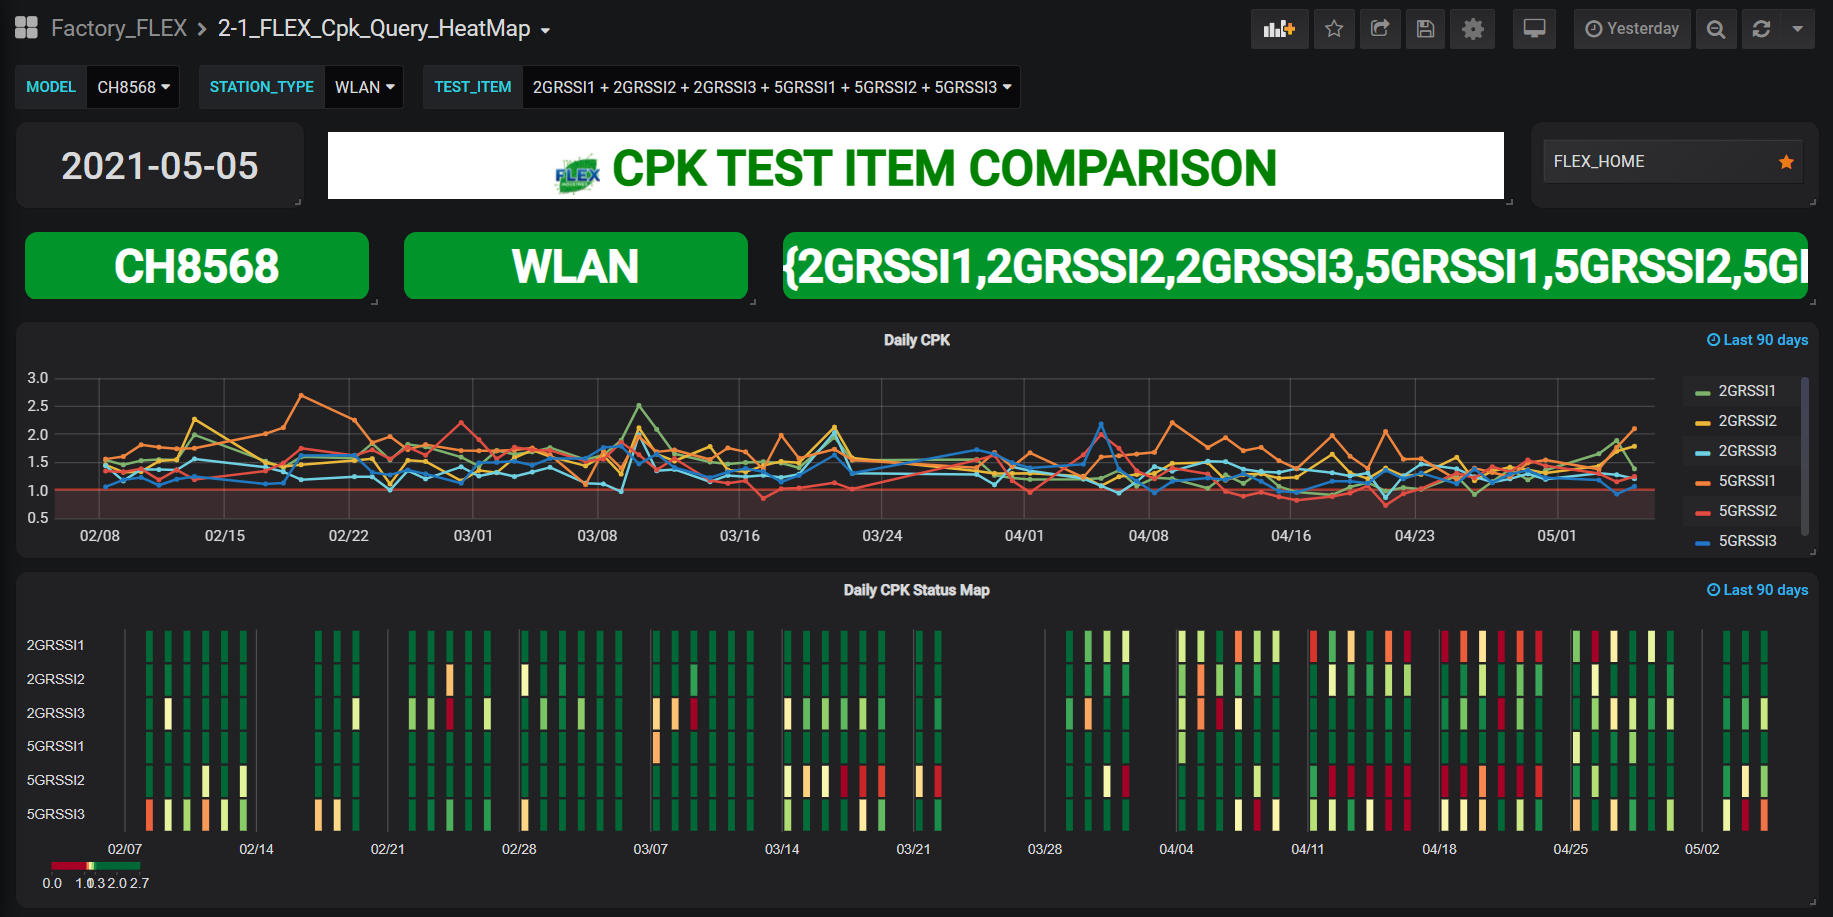 Factory_FLEX > 2-1_FLEX_Cpk_Query_HeatMap
Yesterday
MODEL CH8568 STATION_TYPE WLAN TEST_ITEM 2GRSSI1 + 2GRSSI2 + 2GRSSI3 + 5GRSSI1 + 5GRSSI2 + 5GRSSI3
2021-05-05
FLEX CPK TEST ITEM COMPARISON
FLEX_HOME
CH8568 WLAN {2GRSSI1,2GRSSI2,2GRSSI3,5GRSSI1,5GRSSI2,5GI
Daily CPK
Last 90 days
3.0
2.5
2.0
1.5
1.0
0.5
02/08 02/15 02/22 03/01 03/08 03/16 03/24 04/01 04/08 04/16 04/23 05/01
2GRSSI1
2GRSSI2
2GRSSI3
5GRSSI1
5GRSSI2
5GRSSI3
Daily CPK Status Map
Last 90 days
2GRSSI1
2GRSSI2
2GRSSI3
5GRSSI1
5GRSSI2
5GRSSI3
02/07 02/14 02/21 02/28 03/07 03/14 03/21 03/28 04/04 04/11 04/18 04/25 05/02
0.0 1.0 1.3 2.0 2.7